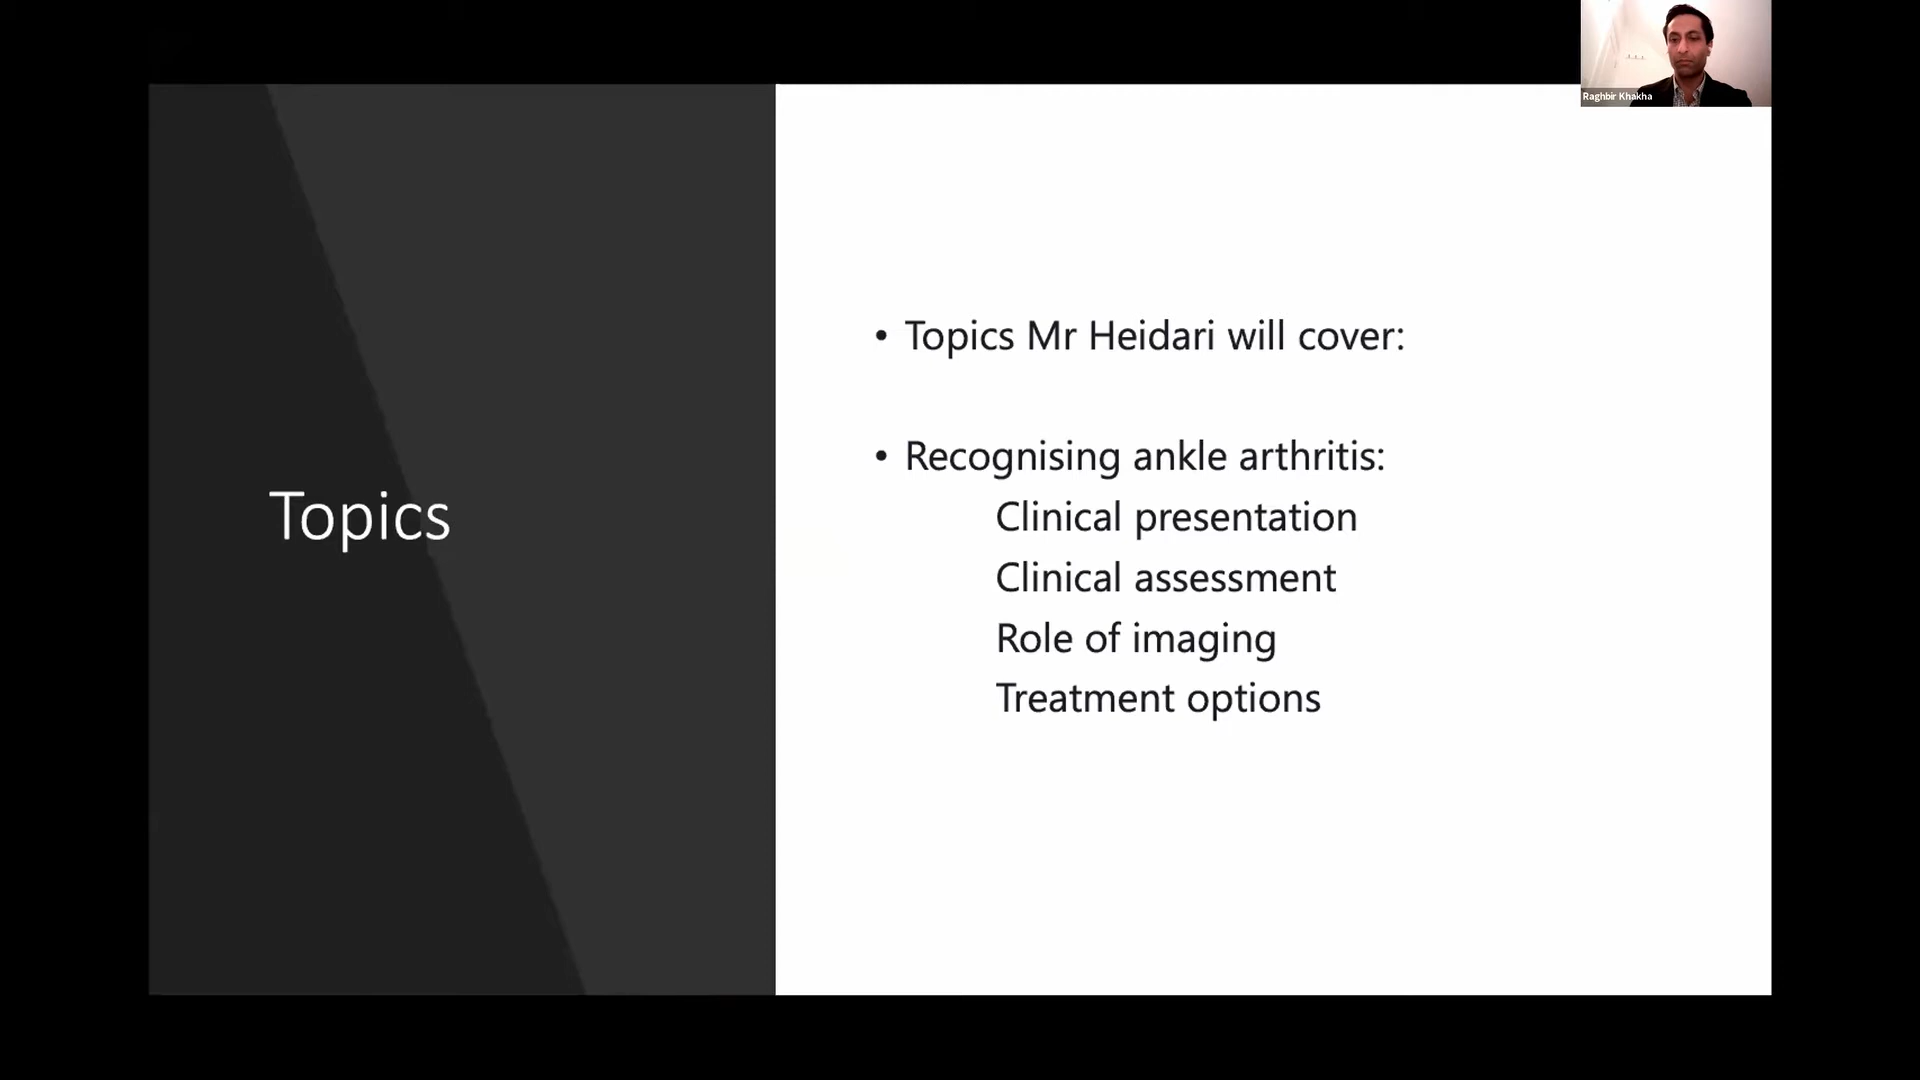 Raghbir Khakha
Topics
• Topics Mr Heidari will cover:
• Recognising ankle arthritis:
Clinical presentation
Clinical assessment
Role of imaging
Treatment options